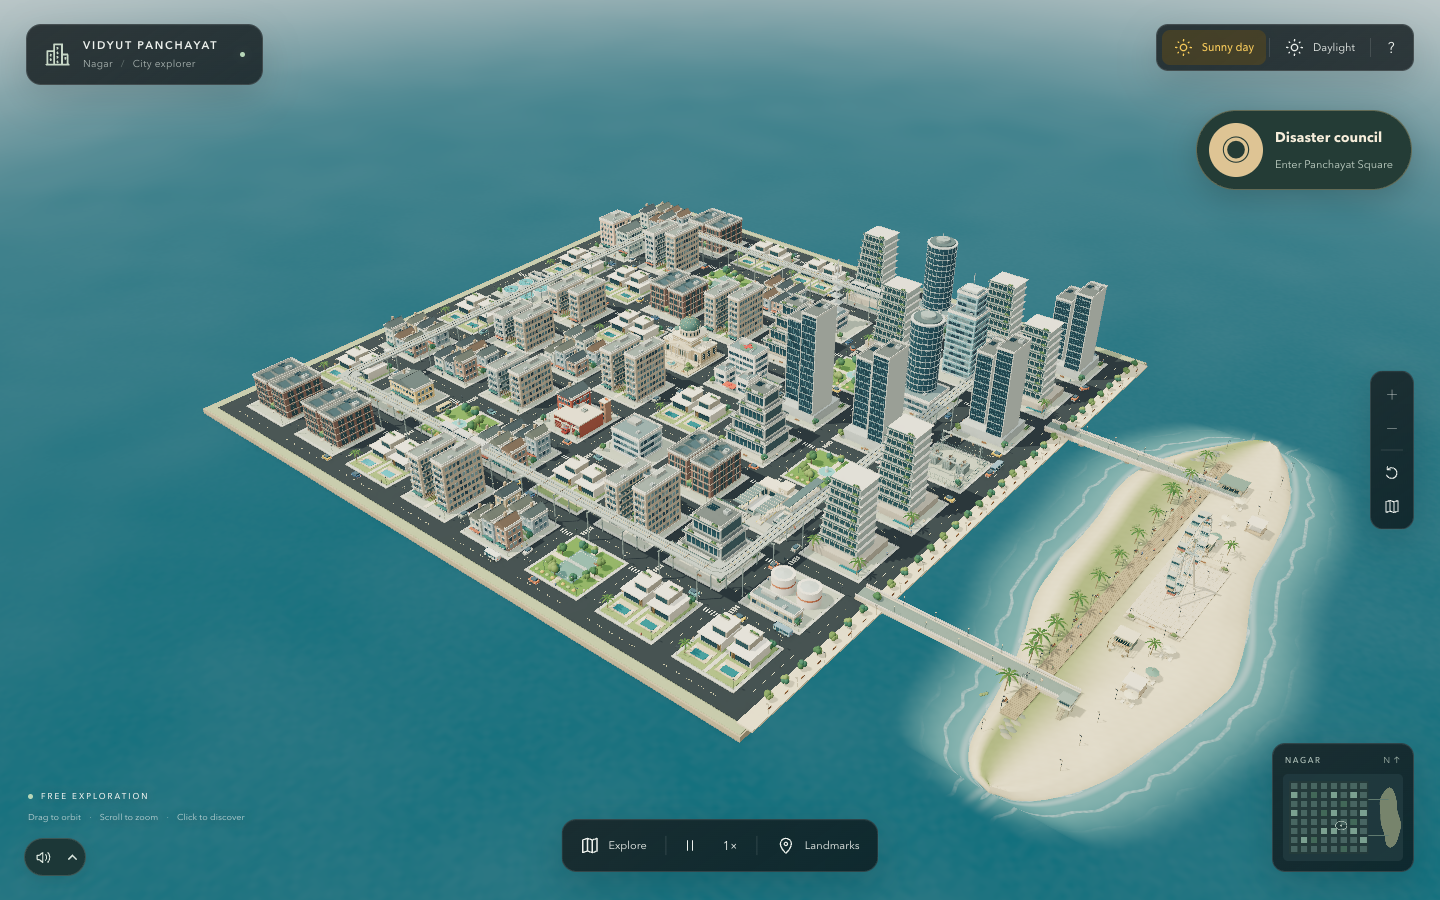 VIDYUT PANCHAYAT
Nagar / City explorer
Sunny day
Daylight
?
Disaster council
Enter Panchayat Square
NAGAR N ↑
FREE EXPLORATION
Drag to orbit · Scroll to zoom · Click to discover
Explore
1×
Landmarks